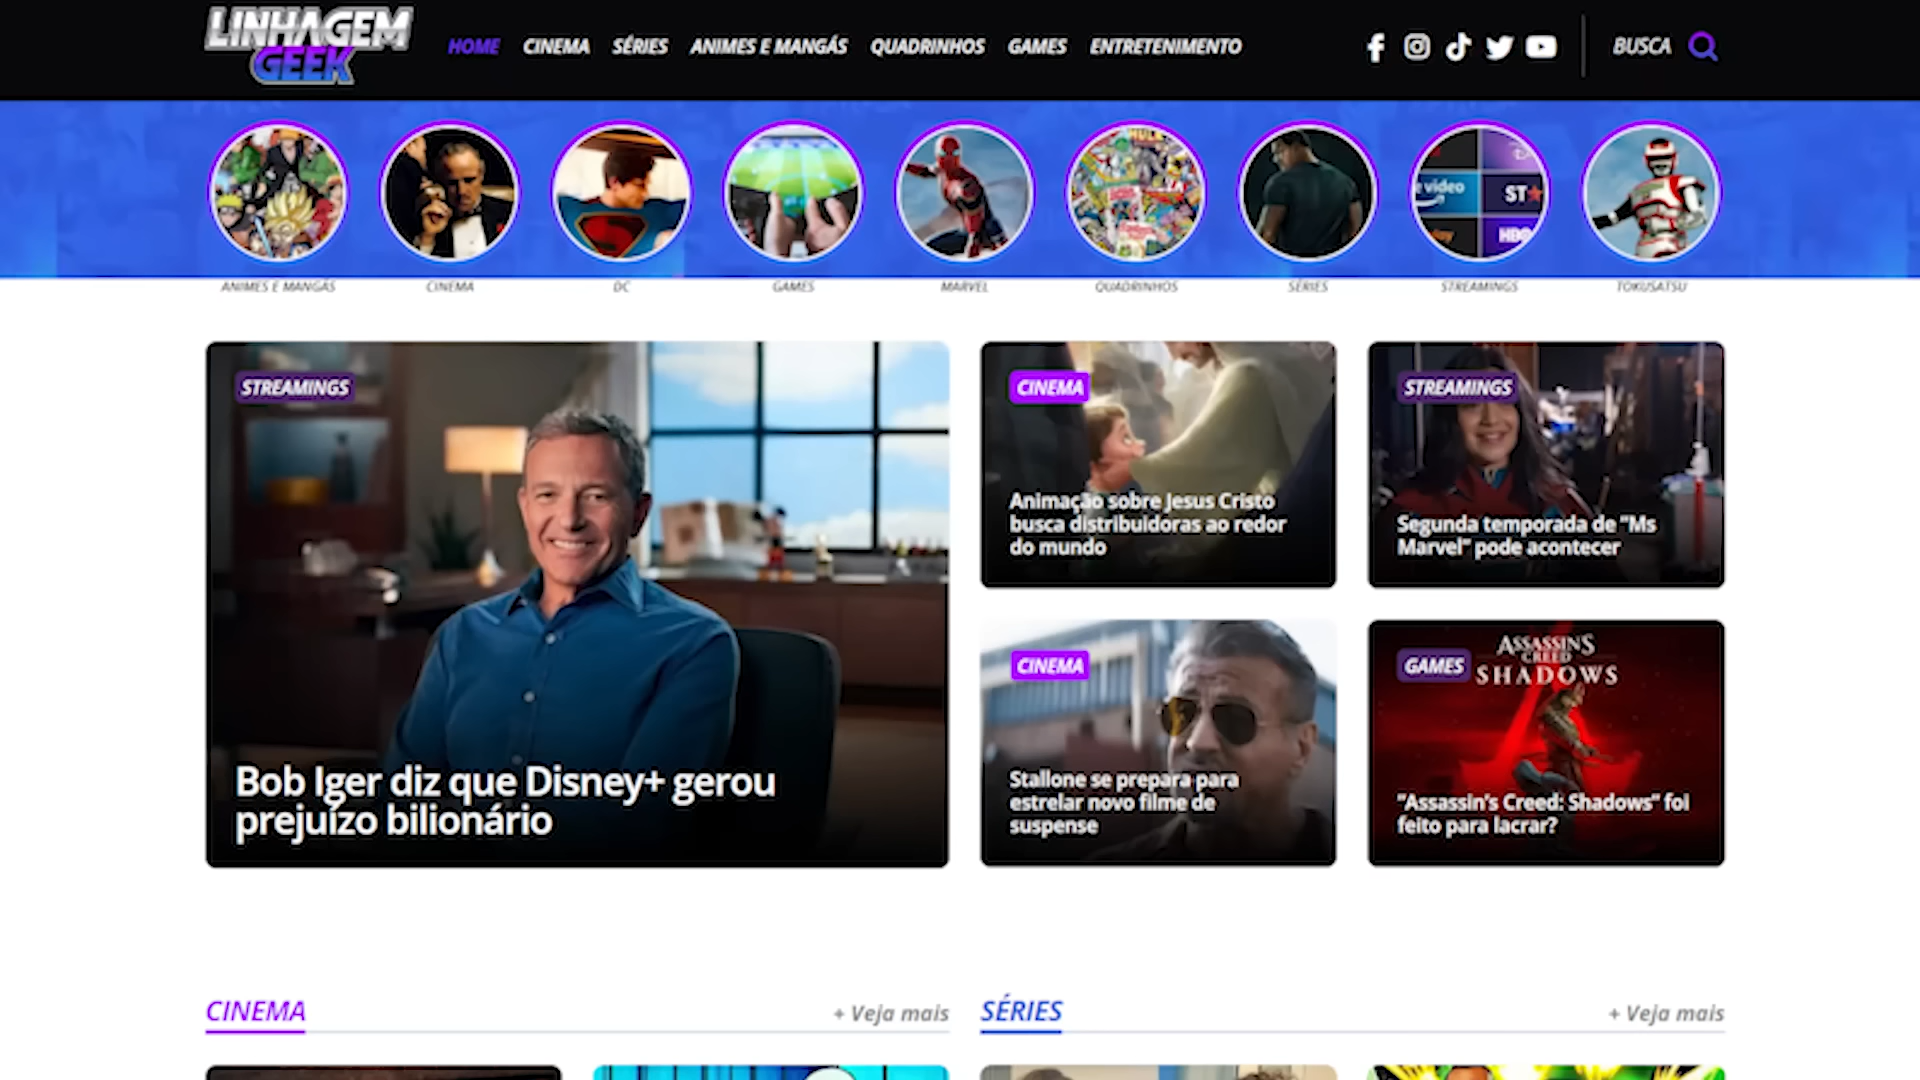 LINHAGEM
GEEK
HOME CINEMA SÉRIES ANIMES E MANGÁS QUADRINHOS GAMES ENTRETENIMENTO
BUSCA
HULK
e video
ST★
HBO
ANIMES E MANGÁS CINEMA DC GAMES MARVEL QUADRINHOS SÉRIES STREAMINGS TOKUSATSU
STREAMINGS
Bob Iger diz que Disney+ gerou
prejuízo bilionário
CINEMA
Animação sobre Jesus Cristo
busca distribuidoras ao redor
do mundo
STREAMINGS
Segunda temporada de “Ms
Marvel” pode acontecer
CINEMA
Stallone se prepara para
estrelar novo filme de
suspense
GAMES
ASSASSIN'S
CREED
SHADOWS
“Assassin’s Creed: Shadows” foi
feito para lacrar?
CINEMA
+ Veja mais
SÉRIES
+ Veja mais